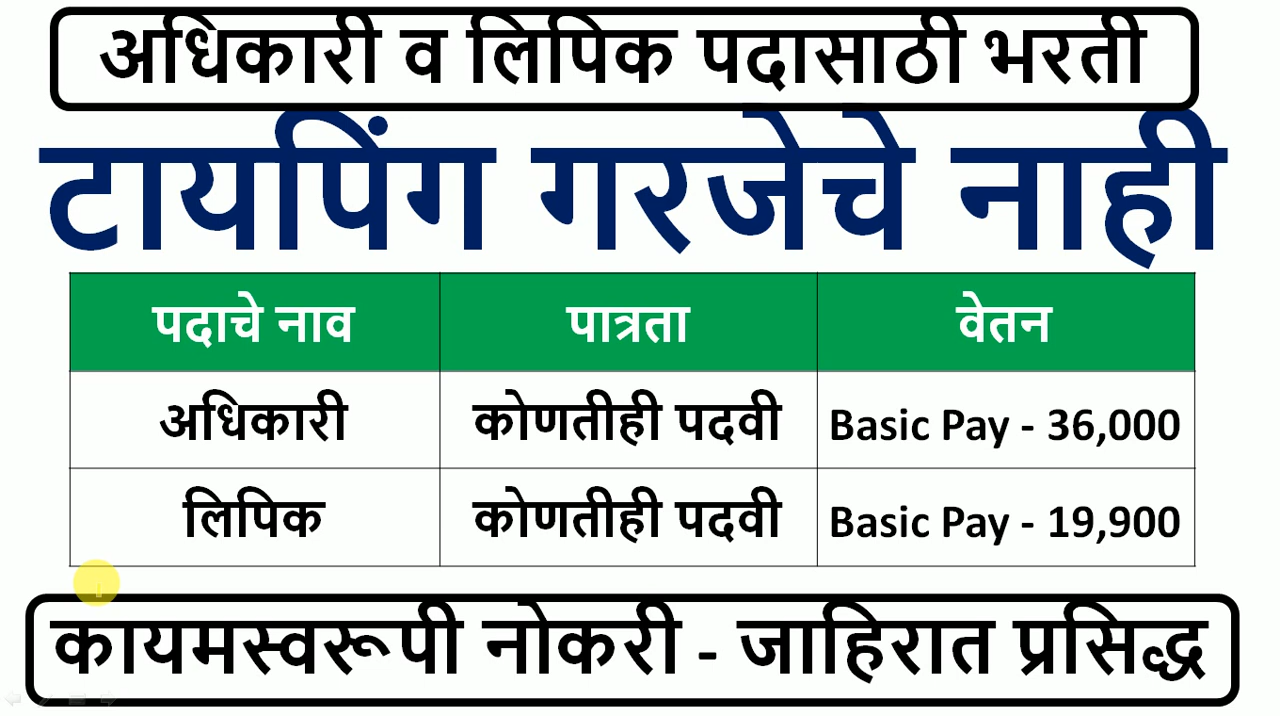 अधिकारी व लिपिक पदासाठी भरती
टायपिंग गरजेचे नाही
पदाचे नाव पात्रता वेतन
अधिकारी कोणतीही पदवी Basic Pay - 36,000
लिपिक कोणतीही पदवी Basic Pay - 19,900
कायमस्वरूपी नोकरी - जाहिरात प्रसिद्ध